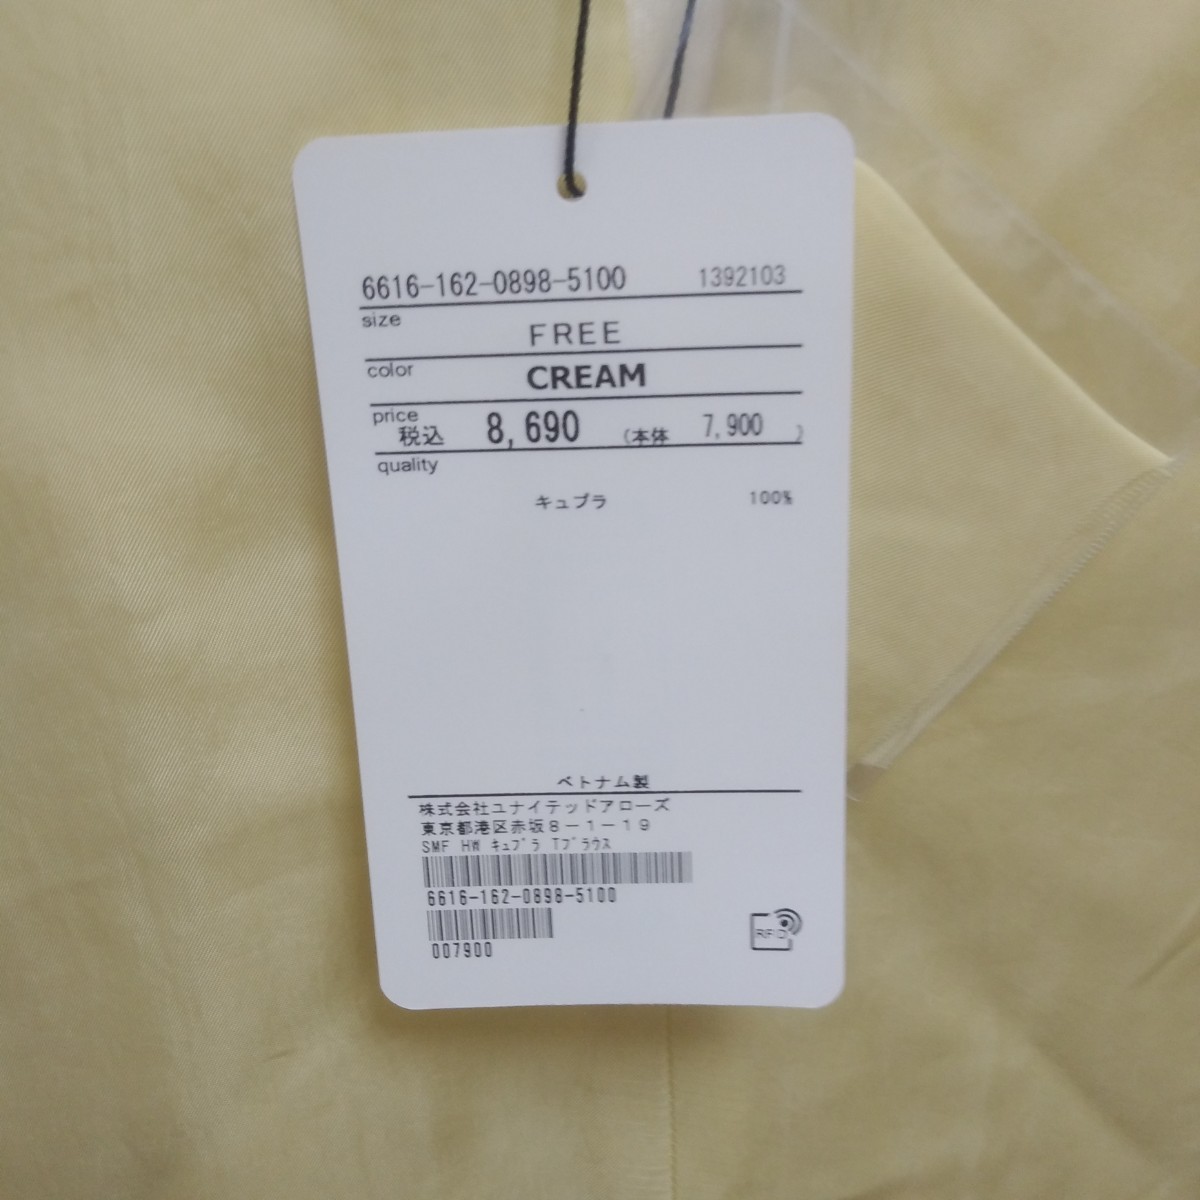 6616-162-0898-5100 1392103
size FREE
color CREAM
price 税込 8,690 (本体 7,900 )
quality
キュプラ 100%
ベトナム製
株式会社ユナイテッドアローズ
東京都港区赤坂8-1-19
SMF HW ｷｭﾌﾟﾗ Tﾌﾞﾗｳｽ
6616-162-0898-5100
007900
RFID